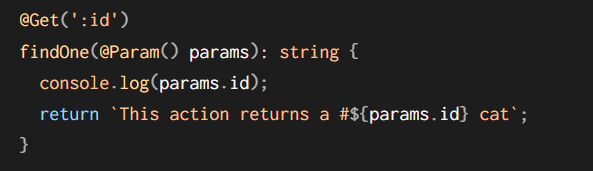 @Get(':id')
findOne(@Param() params): string {
  console.log(params.id);
  return `This action returns a #${params.id} cat`;
}